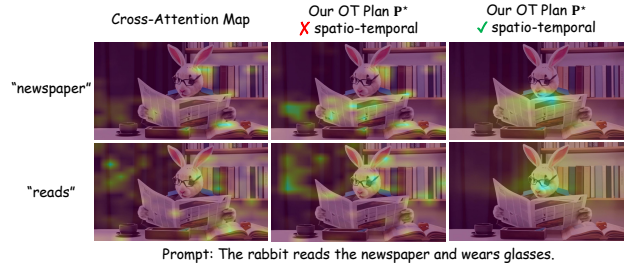 Cross-Attention Map
Our OT Plan P*
✗ spatio-temporal
Our OT Plan P*
✓ spatio-temporal
"newspaper"
"reads"
Prompt: The rabbit reads the newspaper and wears glasses.